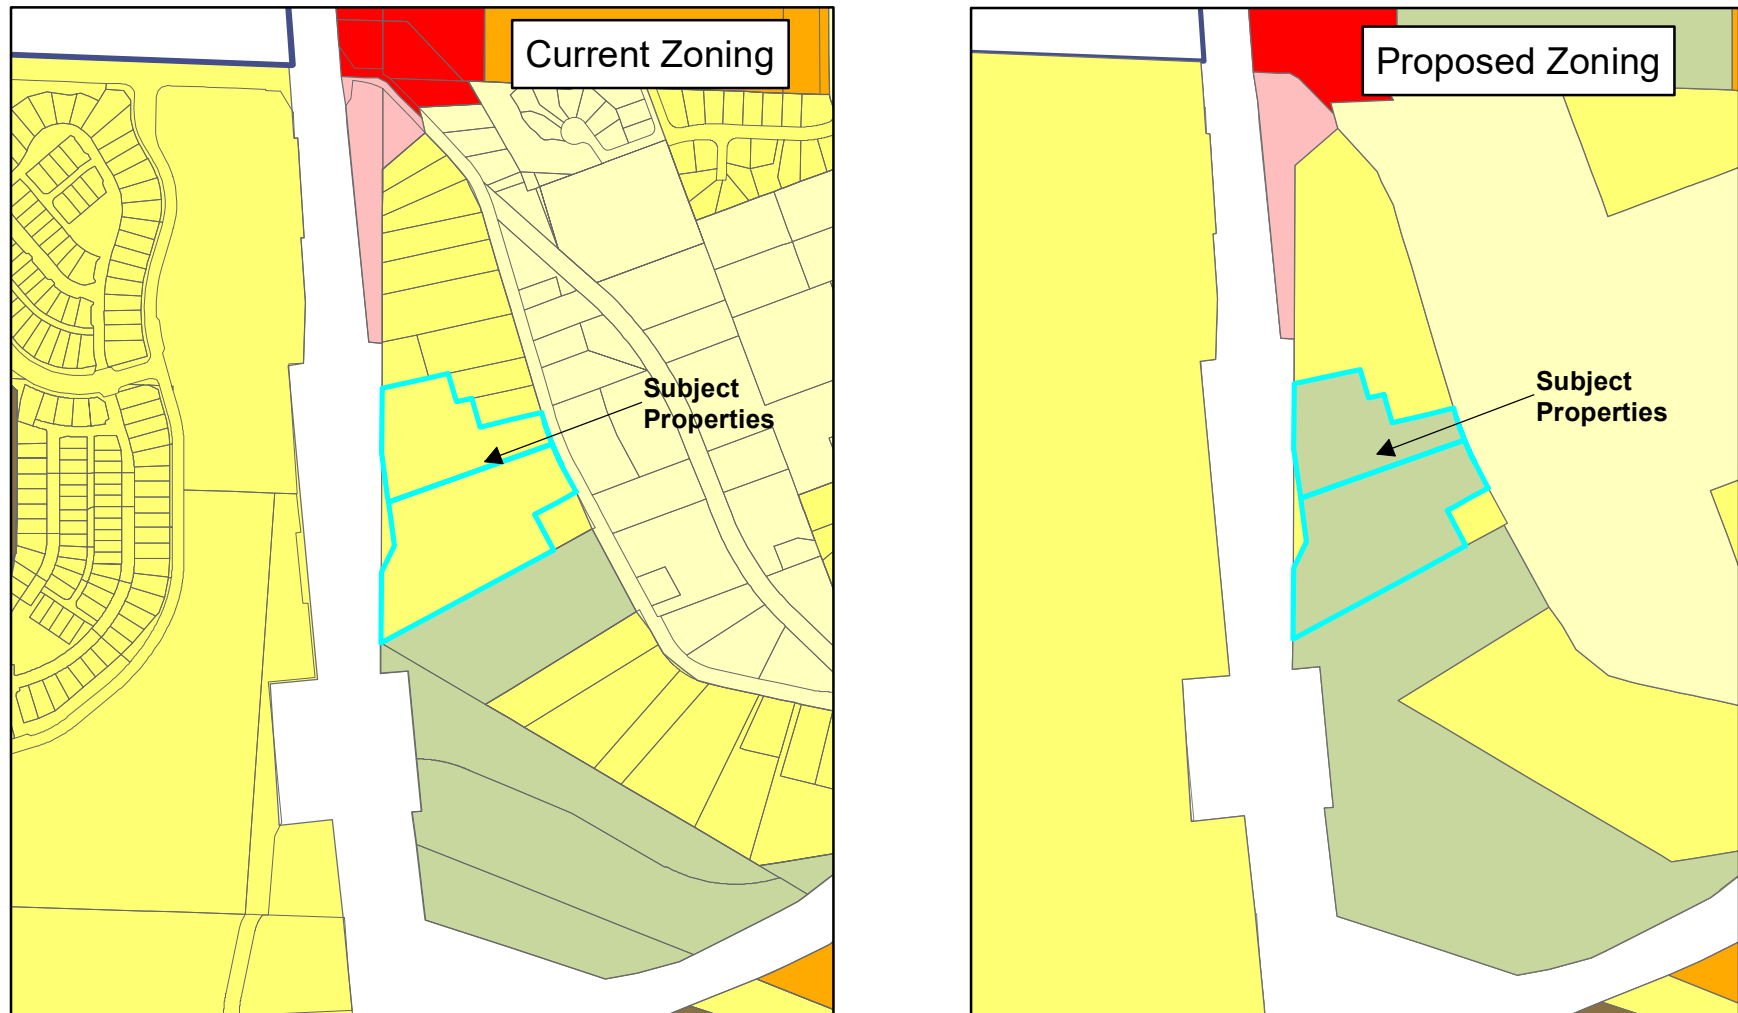 Current Zoning
Proposed Zoning
Subject
Properties
Subject
Properties